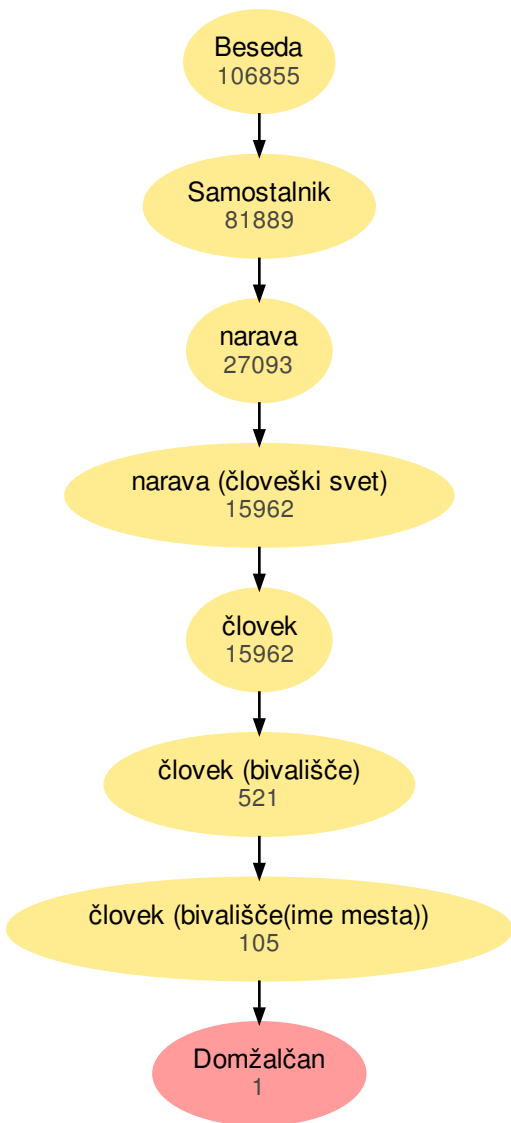 Beseda
106855
Samostalnik
81889
narava
27093
narava (človeški svet)
15962
človek
15962
človek (bivališče)
521
človek (bivališče(ime mesta))
105
Domžalčan
1